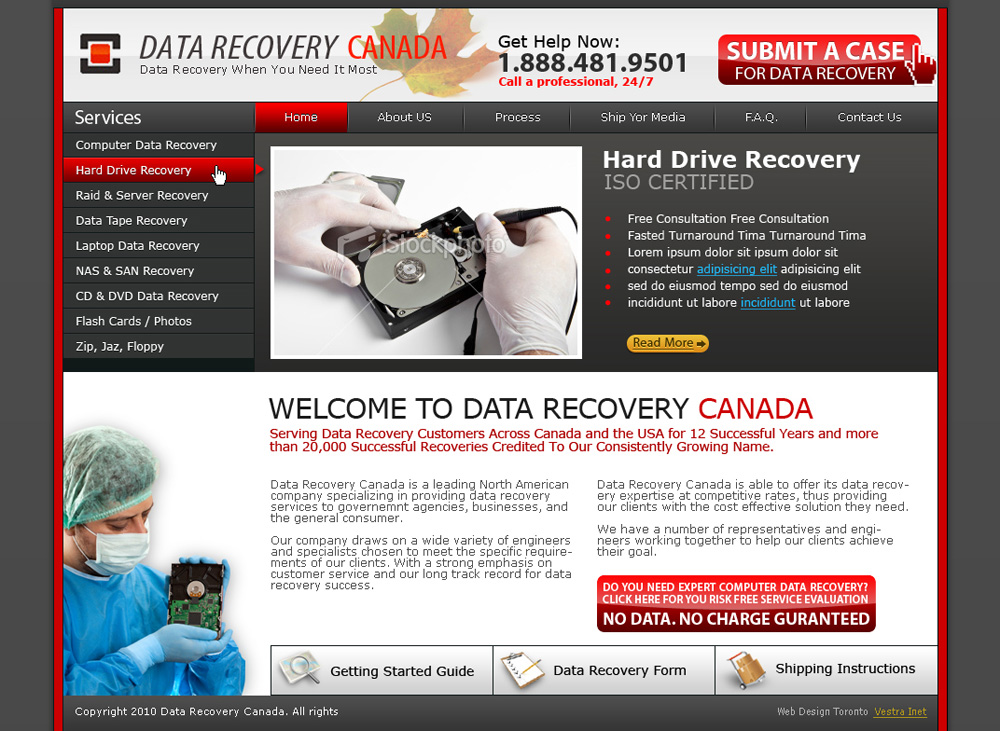 DATA RECOVERY CANADA
Data Recovery When You Need It Most
Get Help Now:
1.888.481.9501
Call a professional, 24/7
SUBMIT A CASE
FOR DATA RECOVERY
Services
Home
About US
Process
Ship Yor Media
F.A.Q.
Contact Us
Computer Data Recovery
Hard Drive Recovery
Raid & Server Recovery
Data Tape Recovery
Laptop Data Recovery
NAS & SAN Recovery
CD & DVD Data Recovery
Flash Cards / Photos
Zip, Jaz, Floppy
iStockphoto
Hard Drive Recovery
ISO CERTIFIED
Free Consultation Free Consultation
Fasted Turnaround Tima Turnaround Tima
Lorem ipsum dolor sit ipsum dolor sit
consectetur adipisicing elit adipisicing elit
sed do eiusmod tempo sed do eiusmod
incididunt ut labore incididunt ut labore
Read More
WELCOME TO DATA RECOVERY CANADA
Serving Data Recovery Customers Across Canada and the USA for 12 Successful Years and more
than 20,000 Successful Recoveries Credited To Our Consistently Growing Name.
Data Recovery Canada is a leading North American
company specializing in providing data recovery
services to governemnt agencies, businesses, and
the general consumer.
Our company draws on a wide variety of engineers
and specialists chosen to meet the specific require-
ments of our clients. With a strong emphasis on
customer service and our long track record for data
recovery success.
Data Recovery Canada is able to offer its data recov-
ery expertise at competitive rates, thus providing
our clients with the cost effective solution they need.
We have a number of representatives and engi-
neers working together to help our clients achieve
their goal.
DO YOU NEED EXPERT COMPUTER DATA RECOVERY?
CLICK HERE FOR YOU RISK FREE SERVICE EVALUATION
NO DATA. NO CHARGE GURANTEED
Getting Started Guide
Data Recovery Form
Shipping Instructions
Copyright 2010 Data Recovery Canada. All rights
Web Design Toronto Vestra Inet